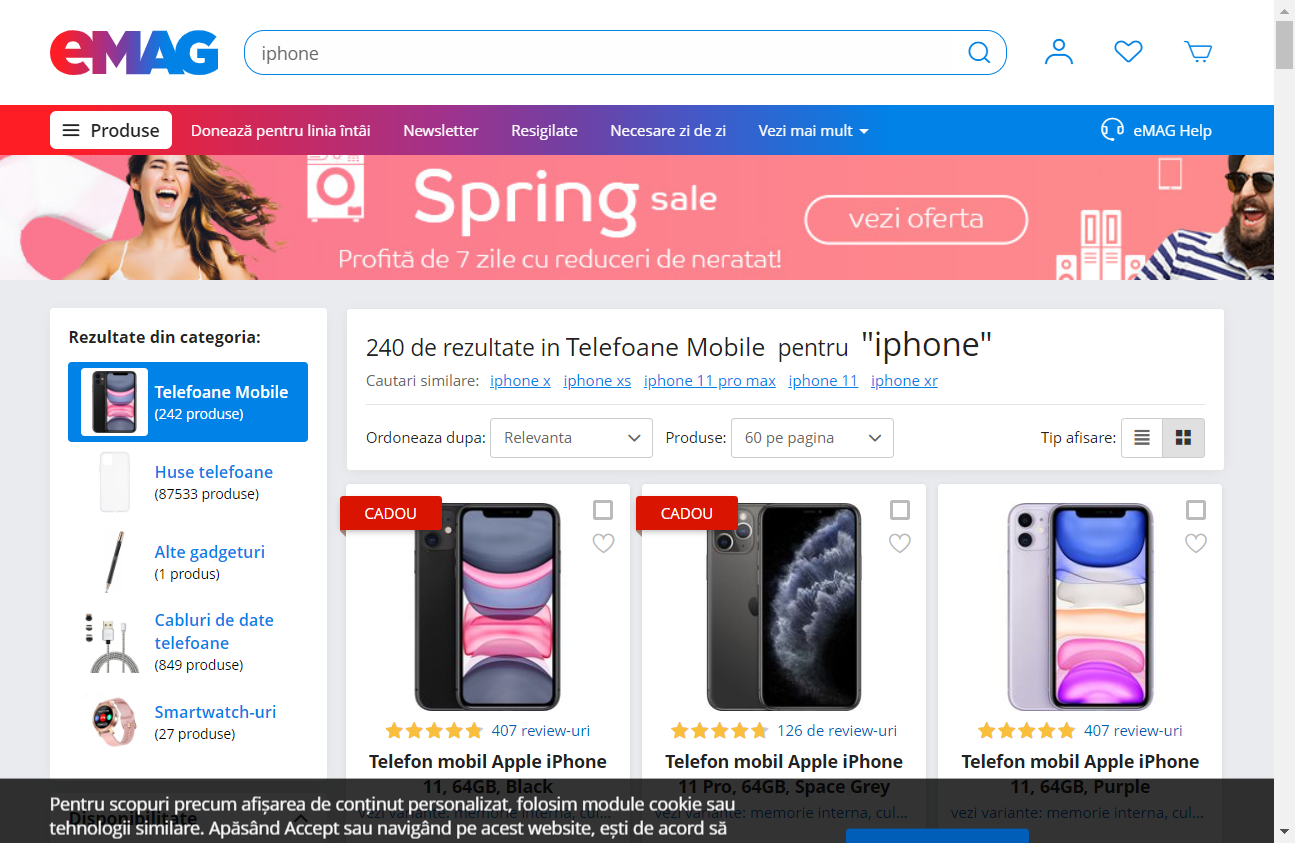 eMAG
iphone
Produse
Donează pentru linia întâi
Newsletter
Resigilate
Necesare zi de zi
Vezi mai mult
eMAG Help
Spring sale
vezi oferta
Profită de 7 zile cu reduceri de neratat!
Rezultate din categoria:
Telefoane Mobile
(242 produse)
Huse telefoane
(87533 produse)
Alte gadgeturi
(1 produs)
Cabluri de date
telefoane
(849 produse)
Smartwatch-uri
(27 produse)
Disponibilitate
240 de rezultate in Telefoane Mobile pentru "iphone"
Cautari similare: iphone x iphone xs iphone 11 pro max iphone 11 iphone xr
Ordoneaza dupa: Relevanta Produse: 60 pe pagina Tip afisare:
CADOU
407 review-uri
Telefon mobil Apple iPhone
11, 64GB, Black
vezi variante: memorie interna, cul...
CADOU
126 de review-uri
Telefon mobil Apple iPhone
11 Pro, 64GB, Space Grey
vezi variante: memorie interna, cul...
407 review-uri
Telefon mobil Apple iPhone
11, 64GB, Purple
vezi variante: memorie interna, cul...
Pentru scopuri precum afișarea de conținut personalizat, folosim module cookie sau
tehnologii similare. Apăsând Accept sau navigând pe acest website, ești de acord să